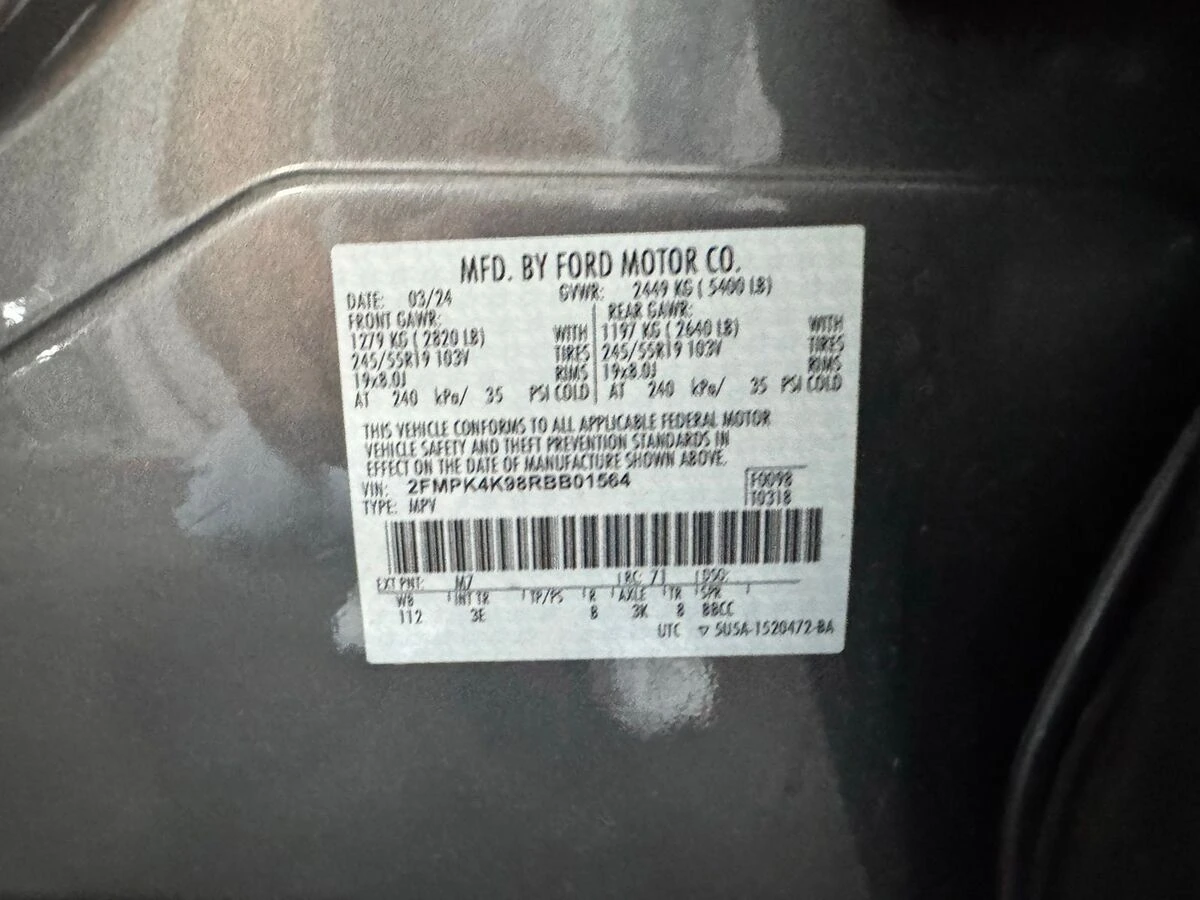 MFD. BY FORD MOTOR CO.
DATE: 03/24 GVWR: 2449 KG ( 5400 LB)
FRONT GAWR: REAR GAWR:
1279 KG ( 2820 LB) WITH 1197 KG ( 2640 LB) WITH
245/55R19 103V TIRES 245/55R19 103V TIRES
19x8.0J RIMS 19x8.0J RIMS
AT 240 kPa/ 35 PSI COLD AT 240 kPa/ 35 PSI COLD
THIS VEHICLE CONFORMS TO ALL APPLICABLE FEDERAL MOTOR
VEHICLE SAFETY AND THEFT PREVENTION STANDARDS IN
EFFECT ON THE DATE OF MANUFACTURE SHOWN ABOVE.
VIN: 2FMPK4K98RBB01564 F0098
TYPE: MPV T0318
EXT PNT: M7 RC: 71 DSO:
WB INT TR TP/PS R AXLE TR SPR
112 3E B 3K 8 BBCC
UTC ▽ 5U5A-1520472-BA